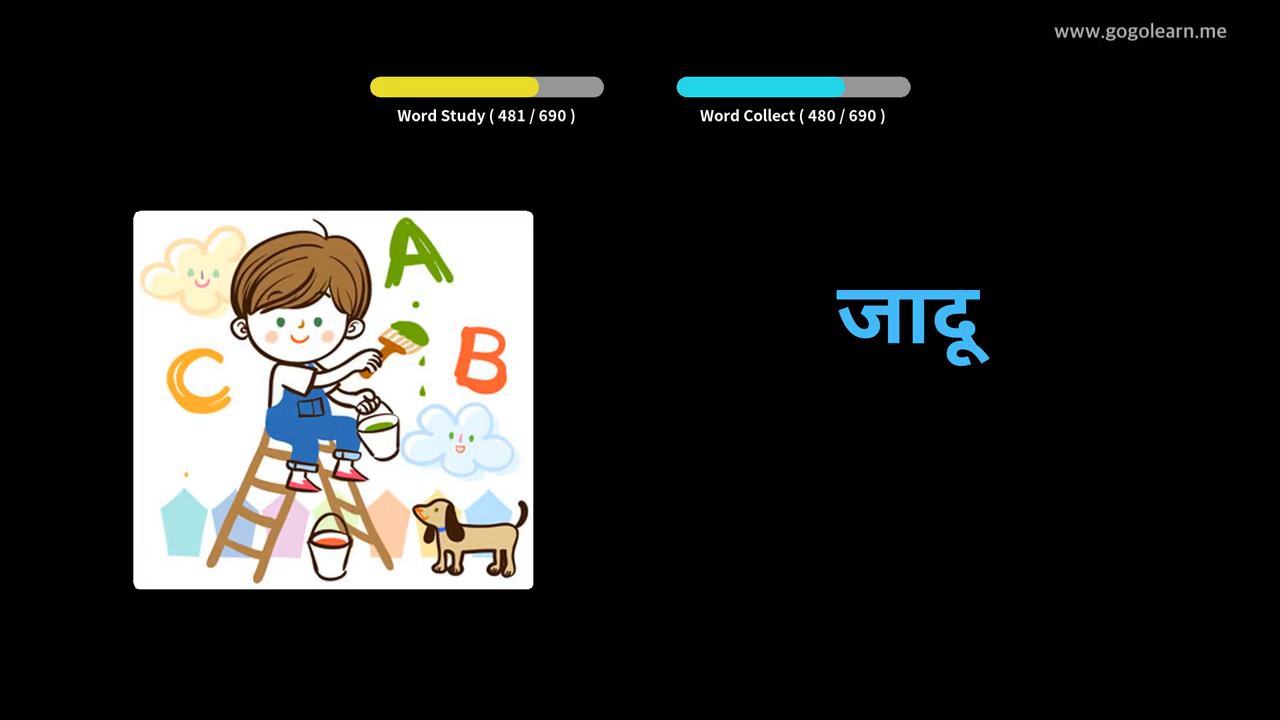 www.gogolearn.me
Word Study ( 481 / 690 )
Word Collect ( 480 / 690 )
A
B
C
जादू